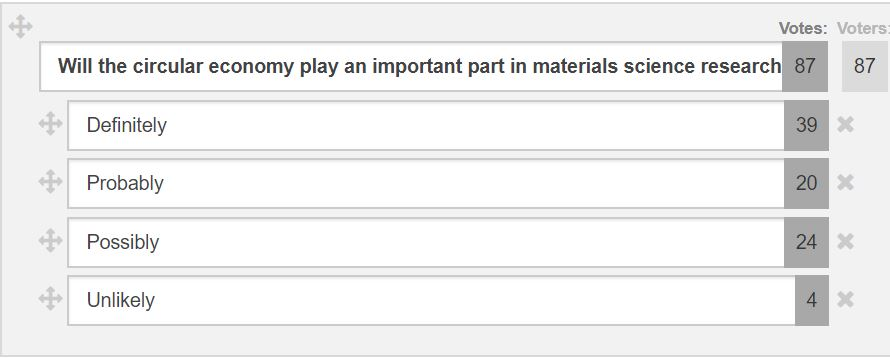 Votes: Voters:
Will the circular economy play an important part in materials science research 87 87
Definitely 39
Probably 20
Possibly 24
Unlikely 4